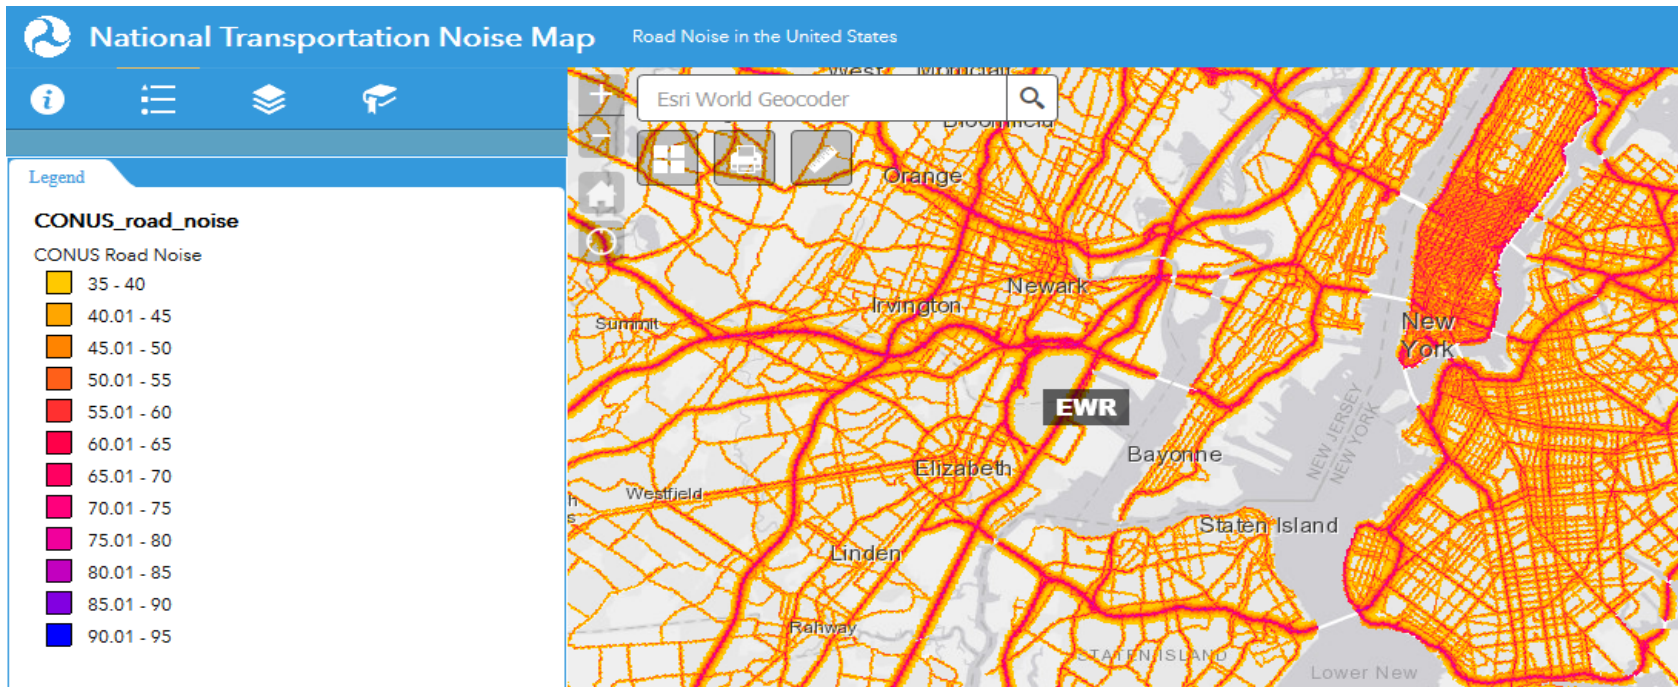 National Transportation Noise Map
Road Noise in the United States
Esri World Geocoder
Legend
CONUS_road_noise
CONUS Road Noise
35 - 40
40.01 - 45
45.01 - 50
50.01 - 55
55.01 - 60
60.01 - 65
65.01 - 70
70.01 - 75
75.01 - 80
80.01 - 85
85.01 - 90
90.01 - 95
West
Montclair
Bloomfield
Orange
Newark
Irvington
Summit
New
York
EWR
NEW JERSEY
NEW YORK
Bayonne
Elizabeth
Westfield
h
s
Staten Island
Linden
Rahway
STATEN ISLAND
Lower New